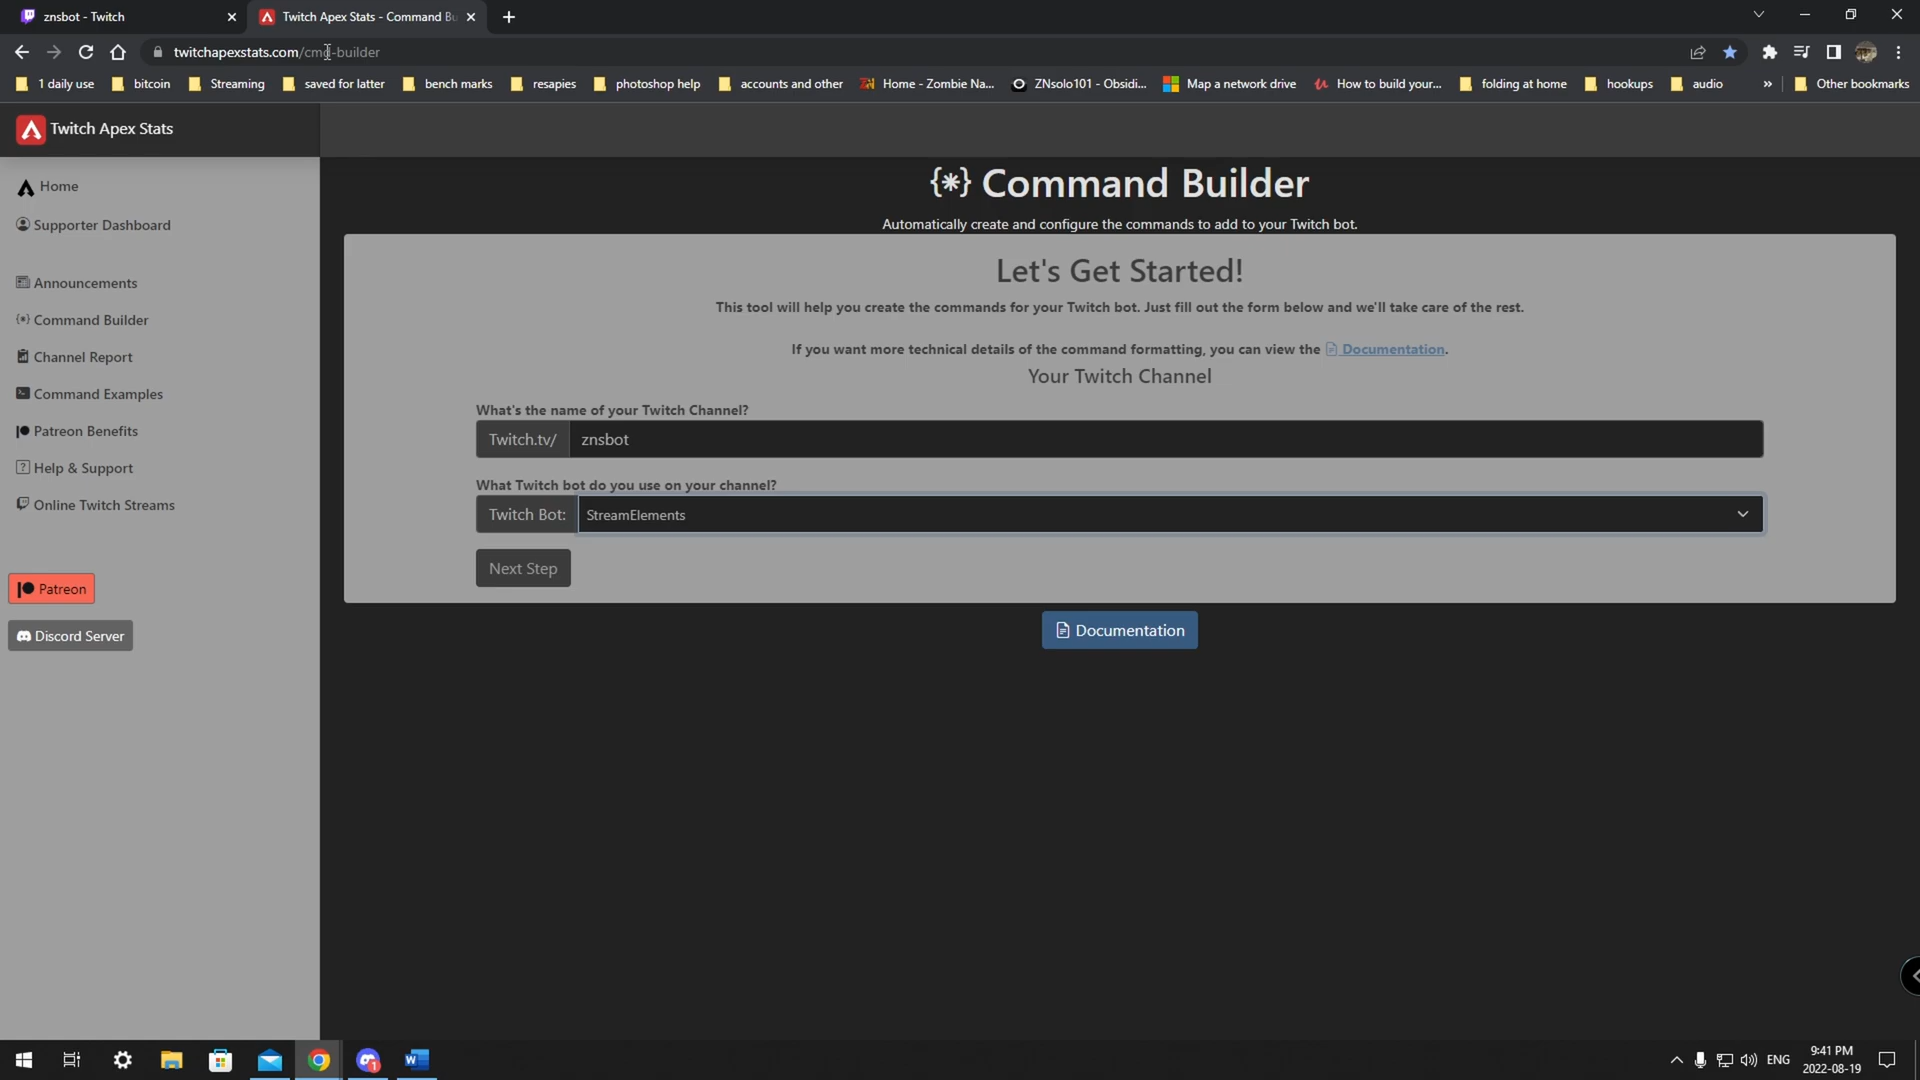 znsbot - Twitch
Twitch Apex Stats - Command Bu
twitchapexstats.com/cmd-builder
1 daily use
bitcoin
Streaming
saved for latter
bench marks
resapies
photoshop help
accounts and other
Home - Zombie Na...
ZNsolo101 - Obsidi...
Map a network drive
How to build your...
folding at home
hookups
audio
»
Other bookmarks
Twitch Apex Stats
Home
Supporter Dashboard
Announcements
{*} Command Builder
Channel Report
Command Examples
Patreon Benefits
Help & Support
Online Twitch Streams
Patreon
Discord Server
{*} Command Builder
Automatically create and configure the commands to add to your Twitch bot.
Let's Get Started!
This tool will help you create the commands for your Twitch bot. Just fill out the form below and we'll take care of the rest.
If you want more technical details of the command formatting, you can view the Documentation.
Your Twitch Channel
What's the name of your Twitch Channel?
Twitch.tv/ znsbot
What Twitch bot do you use on your channel?
Twitch Bot: StreamElements
Next Step
Documentation
1
ENG
9:41 PM
2022-08-19